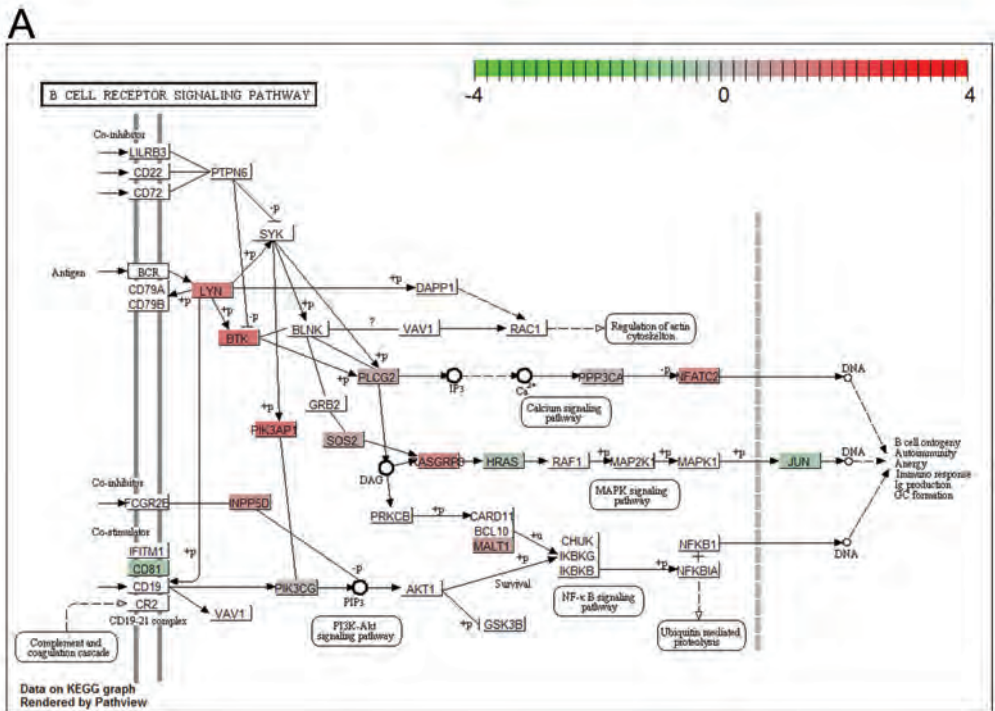 A
B CELL RECEPTOR SIGNALING PATHWAY
-4 0 4
Co-inhibitor
LILRB3
CD22
PTPN6
CD72
-p
SYK
+p
Antigen
BCR
+p
CD79A
LYN
DAPP1
CD79B
+p
+p
-p
+p
BTK
BLNK
?
VAV1
RAC1
Regulation of actin
cytoskelton
+p
+p
PLCG2
IP3
Ca2+
PPP3CA
-p
NFATC2
DNA
Calcium signaling
pathway
GRB2
+p
PIK3AP1
SOS2
B cell ontogeny
Autoimmunity
Anergy
Immuno response
Ig production
GC formation
+p
RASGRP3
HRAS
RAF1
+p
MAP2K1
+p
MAPK1
+p
JUN
DNA
DAG
MAPK signaling
pathway
Co-inhibitor
FCGR2B
INPP5D
PRKCB
+p
CARD11
BCL10
MALT1
+u
+p
CHUK
IKBKG
IKBKB
NFKB1
+p
NFKBIA
DNA
Co-stimulator
IFITM1
+p
CD81
CD19
PIK3CG
-p
PIP3
AKT1
Survival
NF-κ B signaling
pathway
CR2
VAV1
CD19-21 complex
PI3K-Akt
signaling pathway
+p
GSK3B
Ubiquitin mediated
proteolysis
Complement and
coagulation cascade
Data on KEGG graph
Rendered by Pathview